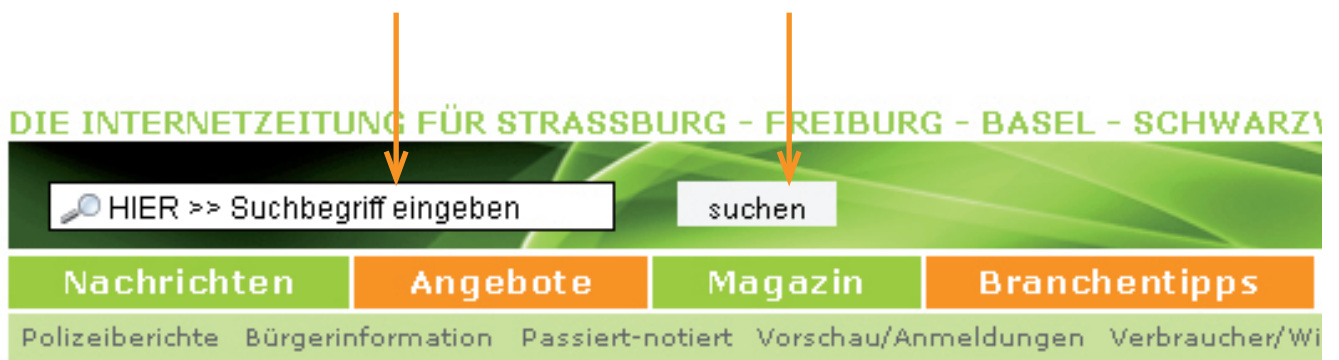 DIE INTERNETZEITUNG FÜR STRASSBURG - FREIBURG - BASEL - SCHWARZ
HIER >> Suchbegriff eingeben suchen
Nachrichten Angebote Magazin Branchentipps
Polizeiberichte Bürgerinformation Passiert-notiert Vorschau/Anmeldungen Verbraucher/Wi